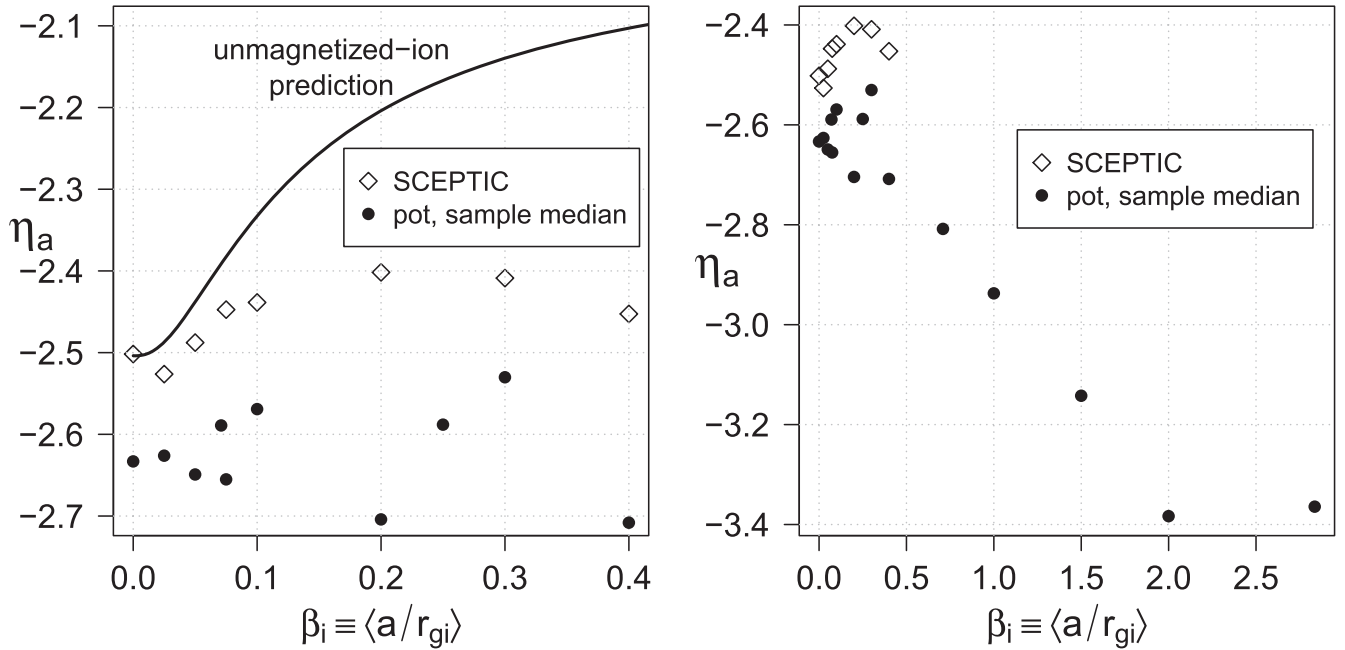 −2.1
−2.2
−2.3
−2.4
−2.5
−2.6
−2.7
ηa
unmagnetized−ion
prediction
SCEPTIC
pot, sample median
0.0 0.1 0.2 0.3 0.4
βi ≡ ⟨a/rgi⟩
−2.4
−2.6
−2.8
−3.0
−3.2
−3.4
ηa
SCEPTIC
pot, sample median
0.0 0.5 1.0 1.5 2.0 2.5
βi ≡ ⟨a/rgi⟩